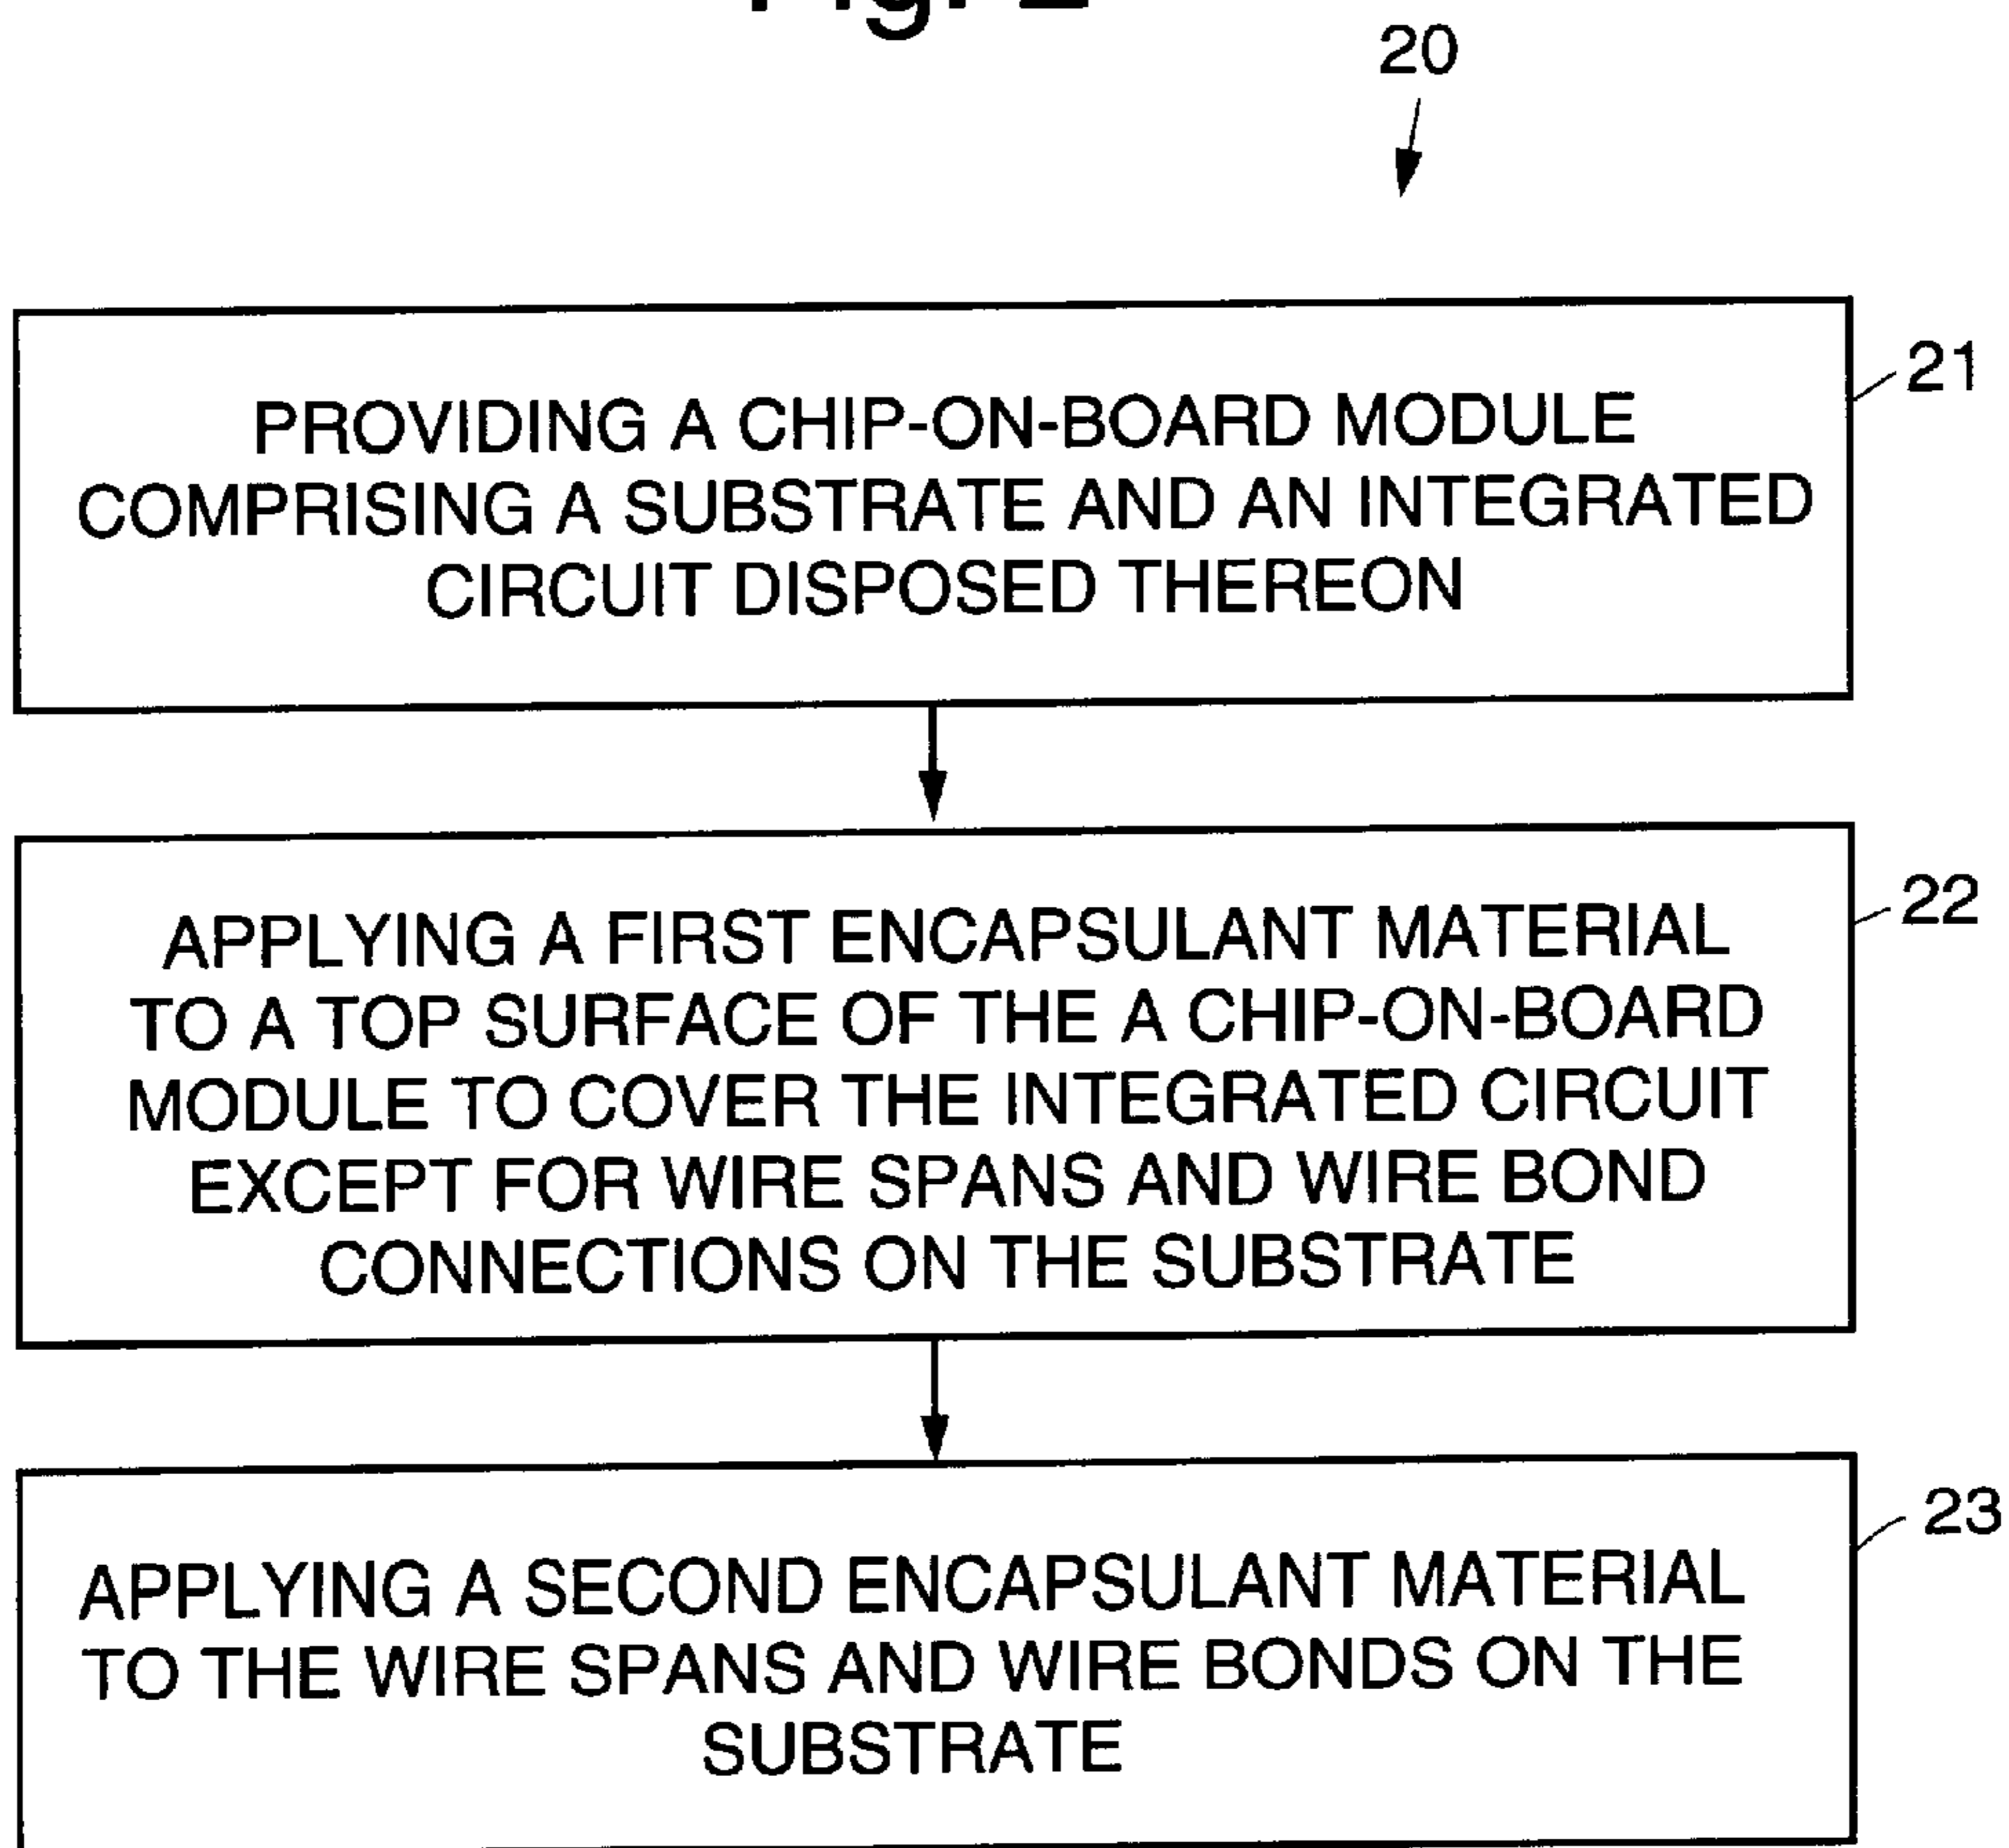 20
21
PROVIDING A CHIP-ON-BOARD MODULE
COMPRISING A SUBSTRATE AND AN INTEGRATED
CIRCUIT DISPOSED THEREON
22
APPLYING A FIRST ENCAPSULANT MATERIAL
TO A TOP SURFACE OF THE A CHIP-ON-BOARD
MODULE TO COVER THE INTEGRATED CIRCUIT
EXCEPT FOR WIRE SPANS AND WIRE BOND
CONNECTIONS ON THE SUBSTRATE
23
APPLYING A SECOND ENCAPSULANT MATERIAL
TO THE WIRE SPANS AND WIRE BONDS ON THE
SUBSTRATE